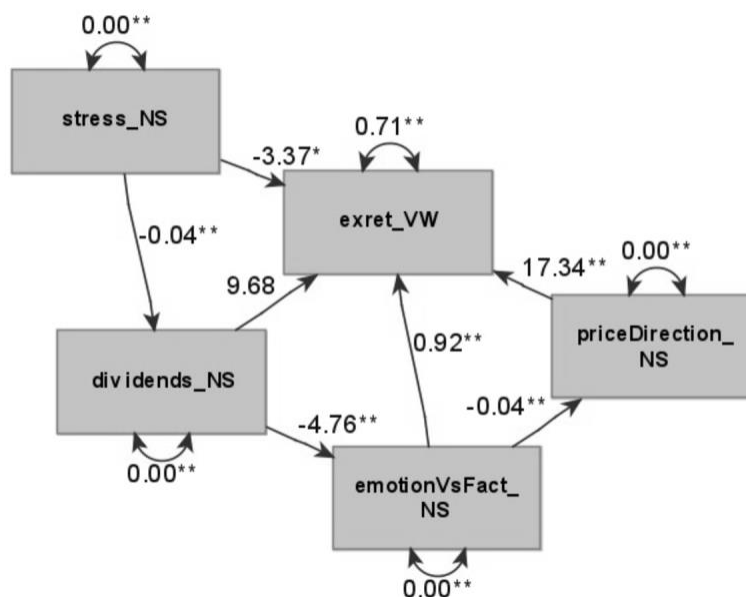 0.00**
stress_NS
-3.37*
0.71**
exret_VW
-0.04**
9.68
17.34**
0.00**
priceDirection_
NS
dividends_NS
0.92**
-0.04**
-4.76**
0.00**
emotionVsFact_
NS
0.00**